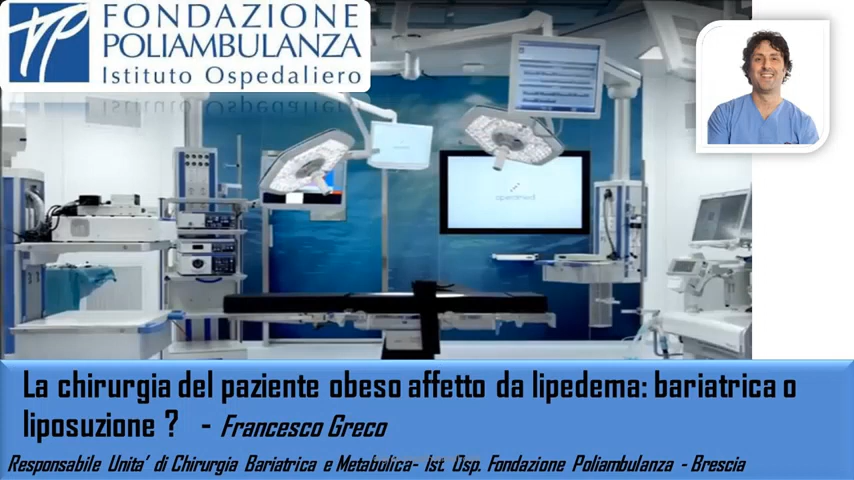 FONDAZIONE
POLIAMBULANZA
Istituto Ospedaliero
opermed
La chirurgia del paziente obeso affetto da lipedema: bariatrica o
liposuzione ? - Francesco Greco
Responsabile Unita' di Chirurgia Bariatrica e Metabolica- Ist. Osp. Fondazione Poliambulanza - Brescia